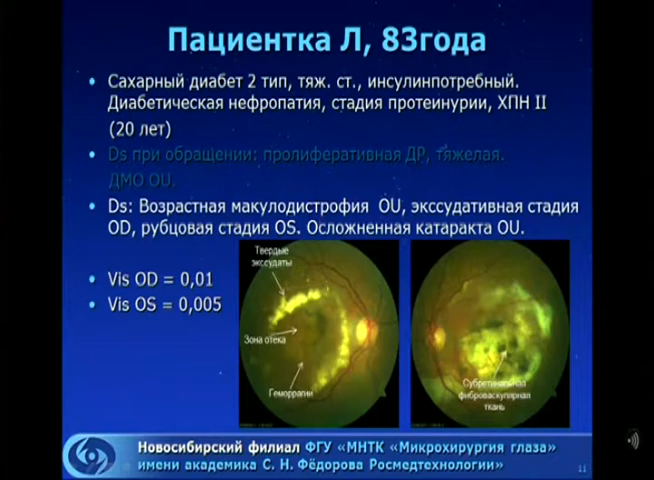 Пациентка Л, 83года
• Сахарный диабет 2 тип, тяж. ст., инсулинпотребный.
Диабетическая нефропатия, стадия протеинурии, ХПН II
(20 лет)
• Ds при обращении: пролиферативная ДР, тяжелая.
ДМО OU.
• Ds: Возрастная макулодистрофия OU, экссудативная стадия
OD, рубцовая стадия OS. Осложненная катаракта OU.
• Vis OD = 0,01
• Vis OS = 0,005
Твердые
экссудаты
Зона отека
Геморрагии
Субретинальная
фиброваскулярная
ткань
Новосибирский филиал ФГУ «МНТК «Микрохирургия глаза»
имени академика С. Н. Фёдорова Росмедтехнологии»
11